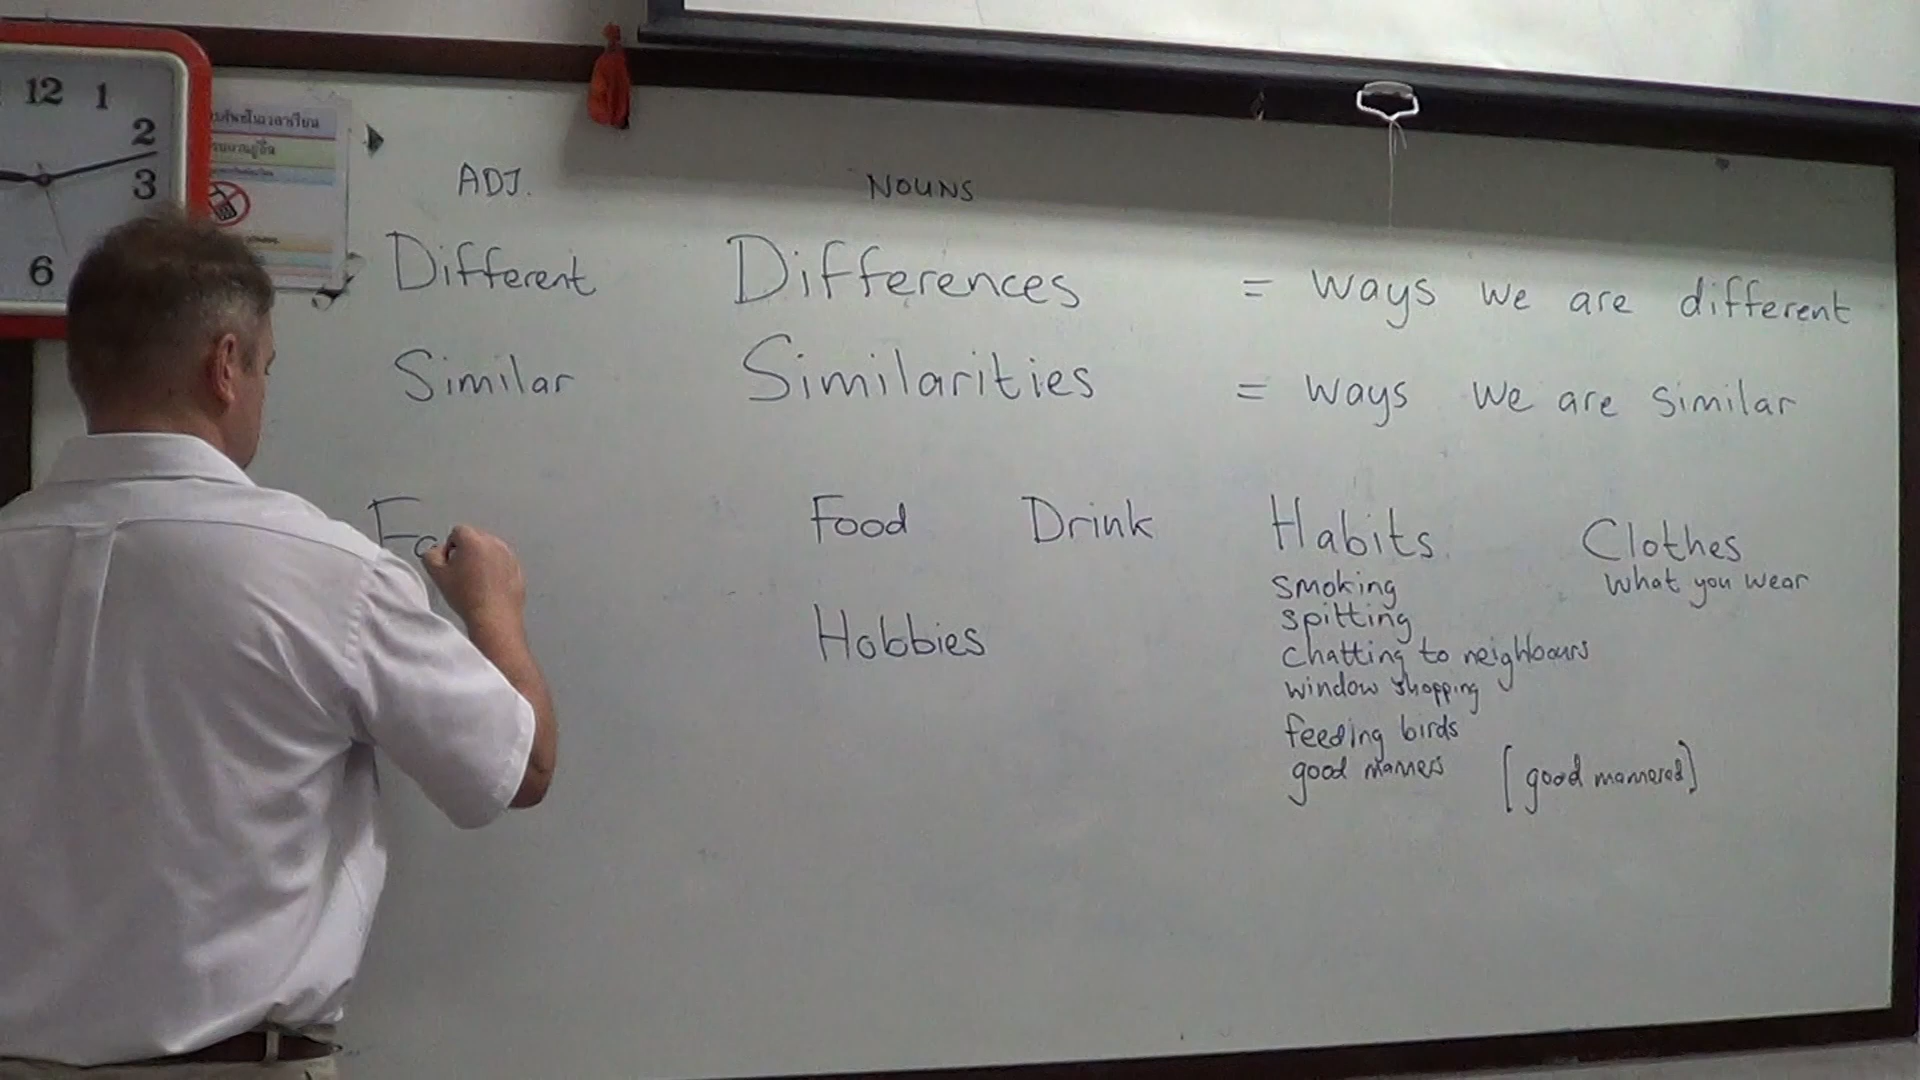 12 1
2
3
6
ADJ. NOUNS
Different Differences = ways we are different
Similar Similarities = ways we are similar
Fa Food Drink Habits Clothes
smoking what you wear
spitting
Hobbies
chatting to neighbours
window shopping
feeding birds
good manners [good mannered]